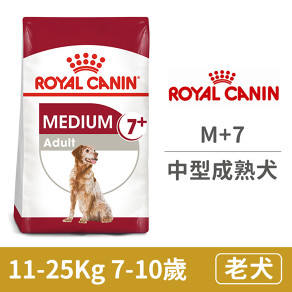 ROYAL CANIN
MEDIUM 7+
Adult
ROYAL CANIN
M+7
中型成熟犬
11-25Kg 7-10歲
老犬